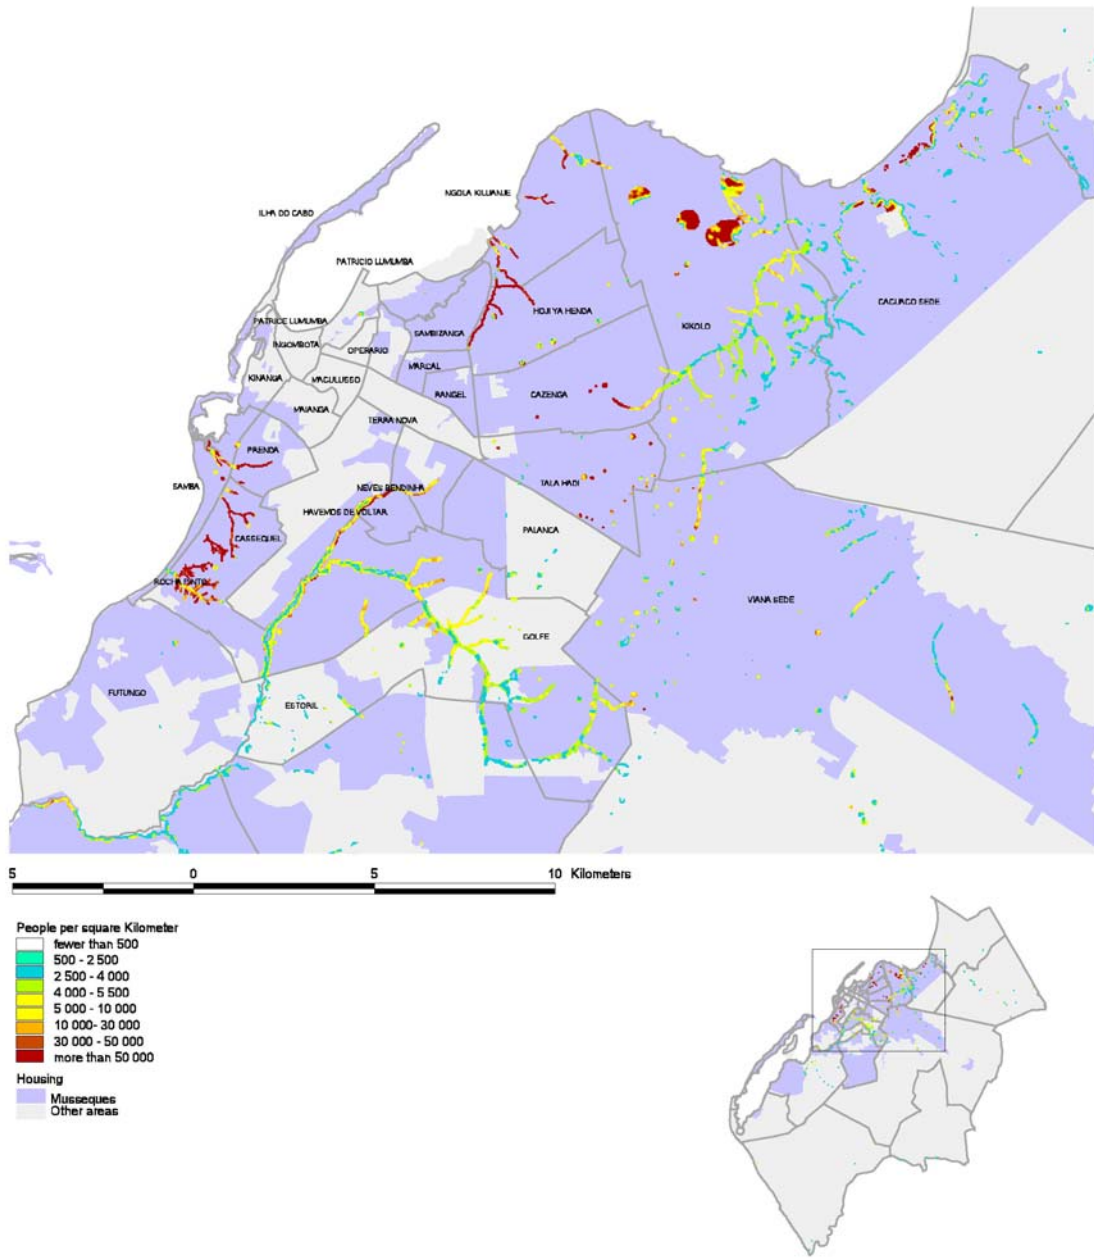 NGOLA KILUANJE
ILHA DO CABO
PATRICIO LUMUMBA
CACUACO SEDE
HOJI YA HENDA
PATRICE LUMUMBA
KIKOLO
SAMBIZANGA
INGOMBOTA
OPERARIO
MARCAL
KINANGA
MACULUSSO
RANGEL
CAZENGA
MAIANGA
TERRA NOVA
PRENDA
SAMBA
TALA HADI
NEVES BENDINHA
HAVEMOS DE VOLTAR
PALANCA
CASSEQUEL
ROCHA PINTO
VIANA SEDE
GOLFE
FUTUNGO
ESTORIL
5 0 5 10 Kilometers
People per square Kilometer
fewer than 500
500 - 2 500
2 500 - 4 000
4 000 - 5 500
5 000 - 10 000
10 000- 30 000
30 000 - 50 000
more than 50 000
Housing
Musseques
Other areas